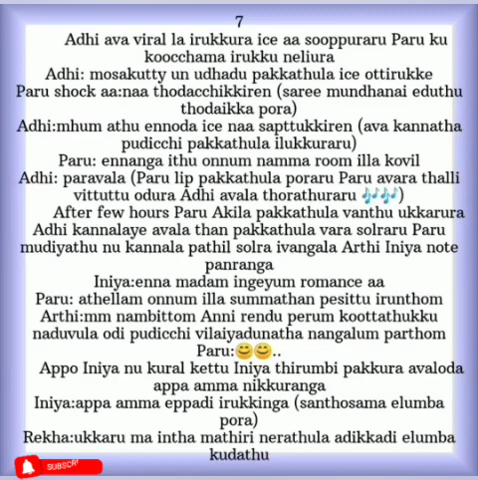 7
Adhi ava viral la irukkura ice aa sooppuraru Paru ku
koocchama irukku neliura
Adhi: mosakutty un udhadu pakkathula ice ottirukke
Paru shock aa:naa thodacchikkiren (saree mundhanai eduthu
thodaikka pora)
Adhi:mhum athu ennoda ice naa sapttukkiren (ava kannatha
pudicchi pakkathula ilukkuraru)
Paru: ennanga ithu onnum namma room illa kovil
Adhi: paravala (Paru lip pakkathula poraru Paru avara thalli
vittuttu odura Adhi avala thorathuraru 🎶🎶)
After few hours Paru Akila pakkathula vanthu ukkarura
Adhi kannalaye avala than pakkathula vara solraru Paru
mudiyathu nu kannala pathil solra ivangala Arthi Iniya note
panranga
Iniya:enna madam ingeyum romance aa
Paru: athellam onnum illa summathan pesittu irunthom
Arthi:mm nambittom Anni rendu perum koottathukku
naduvula odi pudicchi vilaiyadunatha nangalum parthom
Paru:😊😊..
Appo Iniya nu kural kettu Iniya thirumbi pakkura avaloda
appa amma nikkuranga
Iniya:appa amma eppadi irukkinga (santhosama elumba
pora)
Rekha:ukkaru ma intha mathiri nerathula adikkadi elumba
kudathu
SUBSCRI